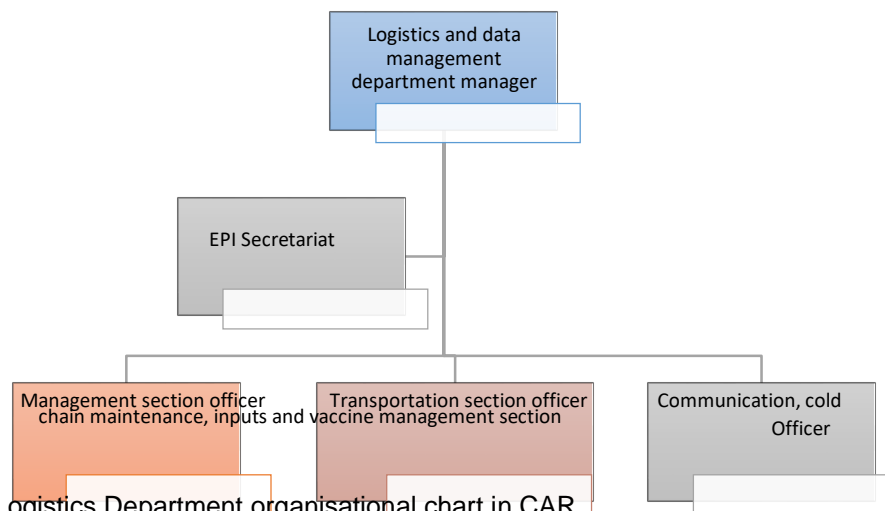 Logistics and data
management
department manager
EPI Secretariat
Management section officer
Transportation section officer
Communication, cold
chain maintenance, inputs and vaccine management section
Officer
ogistics Department organisational chart in CAR